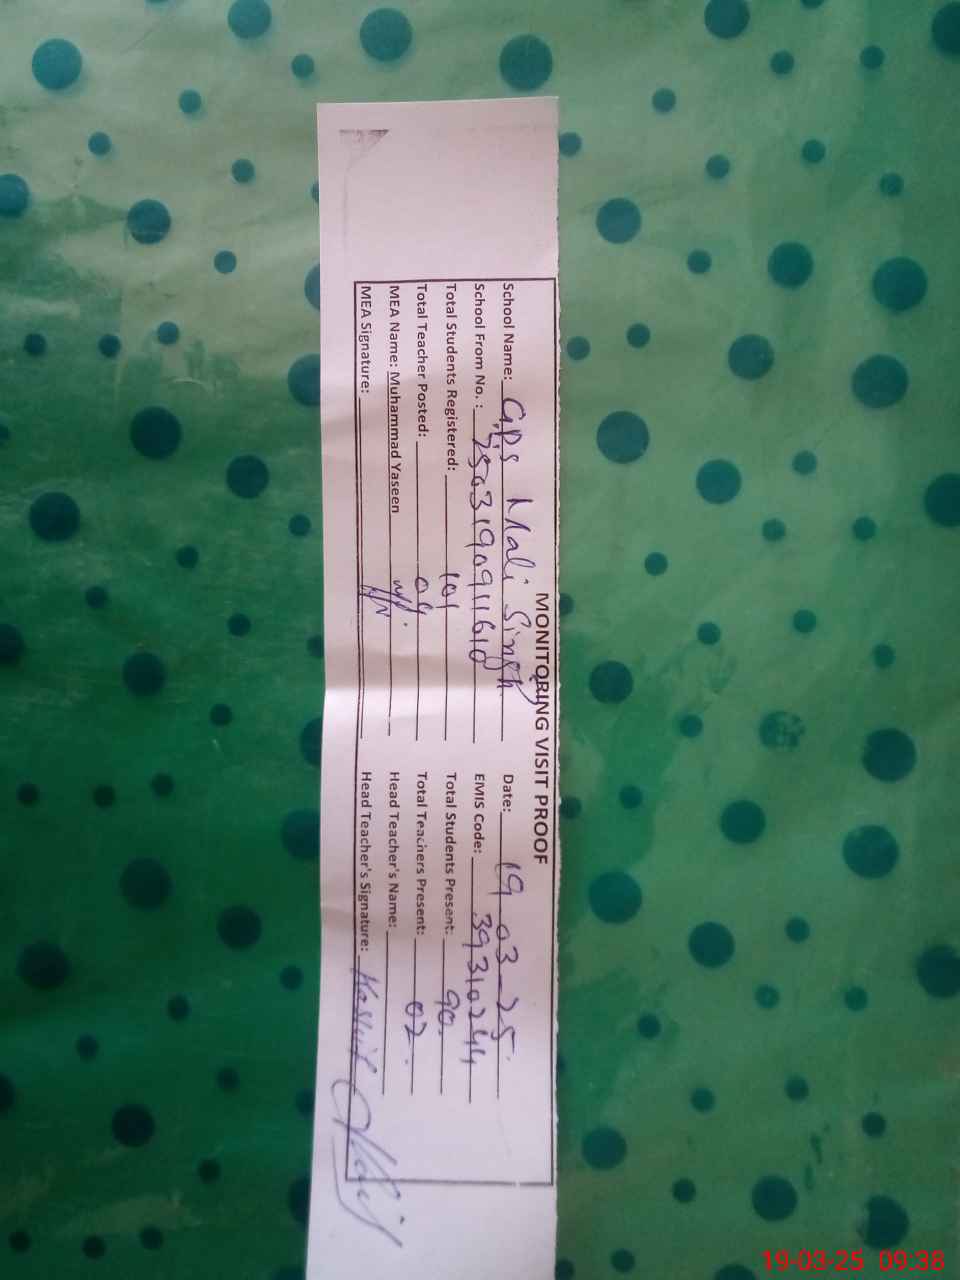 MONITORING VISIT PROOF
School Name: GPS Mali Singh Date: 19-03-25
School From No.: 2503190911610 EMIS Code: 39310244
Total Students Registered: 101 Total Students Present: 90
Total Teacher Posted: 04 Total Teachers Present: 02
MEA Name: Muhammad Yaseen Head Teacher's Name:
MEA Signature: Head Teacher's Signature:
19-03-25 09.38